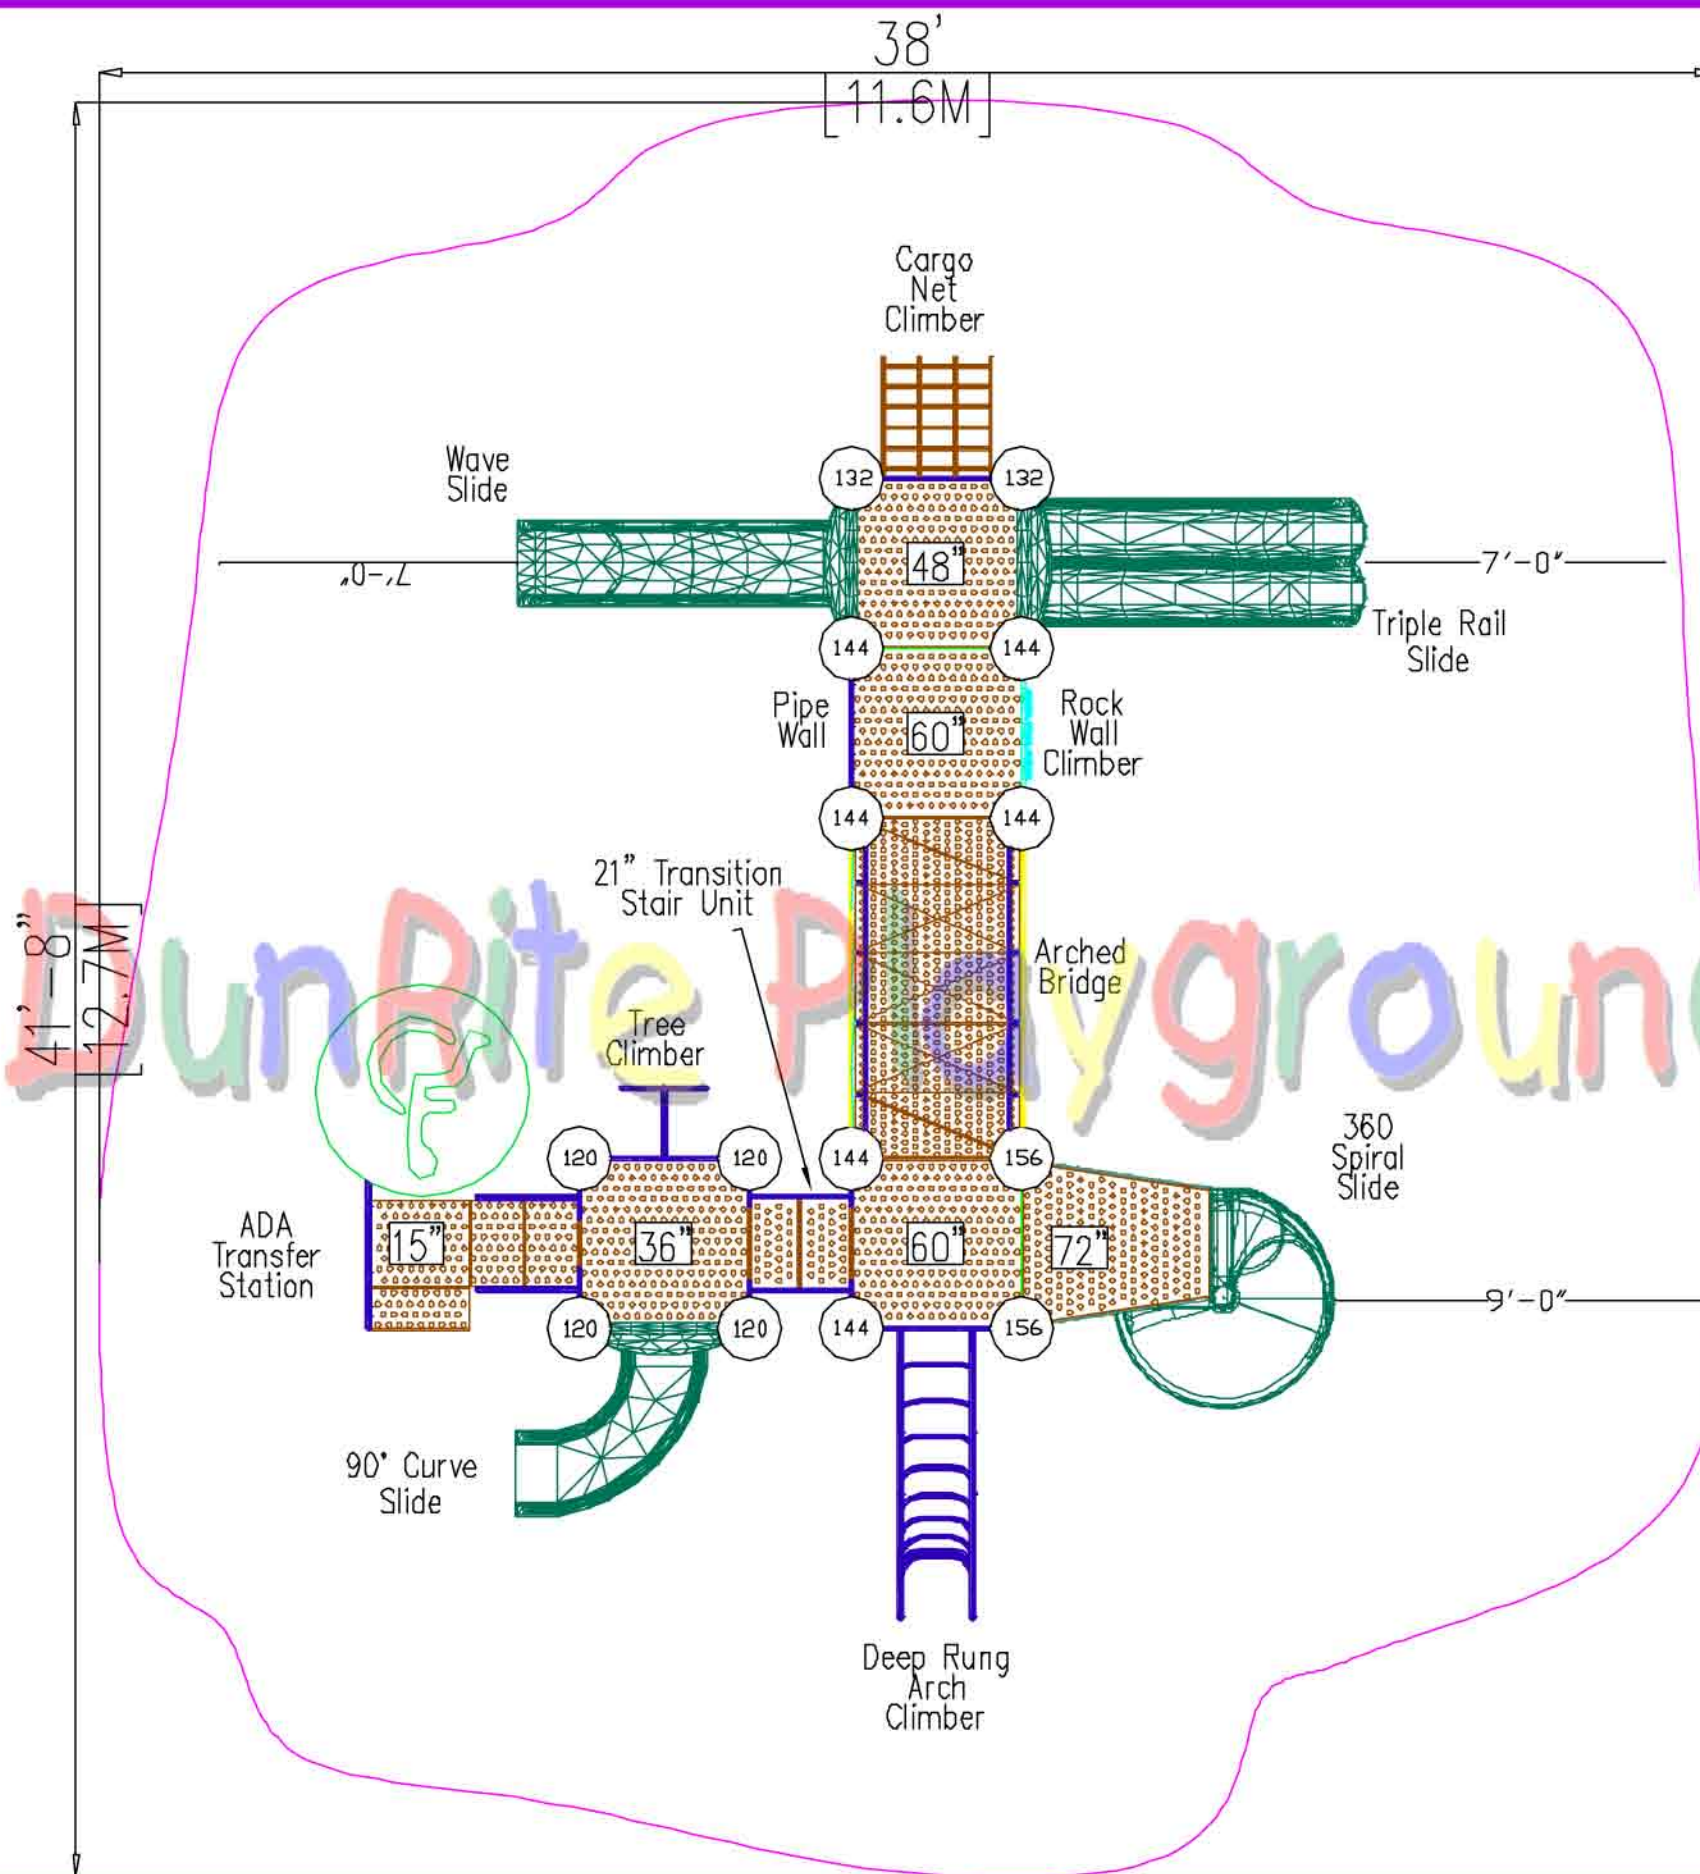 38'
[11.6M]
Cargo
Net
Climber
Wave
Slide
132
132
48"
7'-0"
7'-0"
Triple Rail
Slide
144
144
Pipe
Wall
60"
Rock
Wall
Climber
144
144
21" Transition
Stair Unit
41'-8"
[12.7M]
DunRite Playground
Arched
Bridge
Tree
Climber
360
Spiral
Slide
120
120
144
156
ADA
Transfer
Station
15"
36"
60"
72"
9'-0"
120
120
144
156
90° Curve
Slide
Deep Rung
Arch
Climber